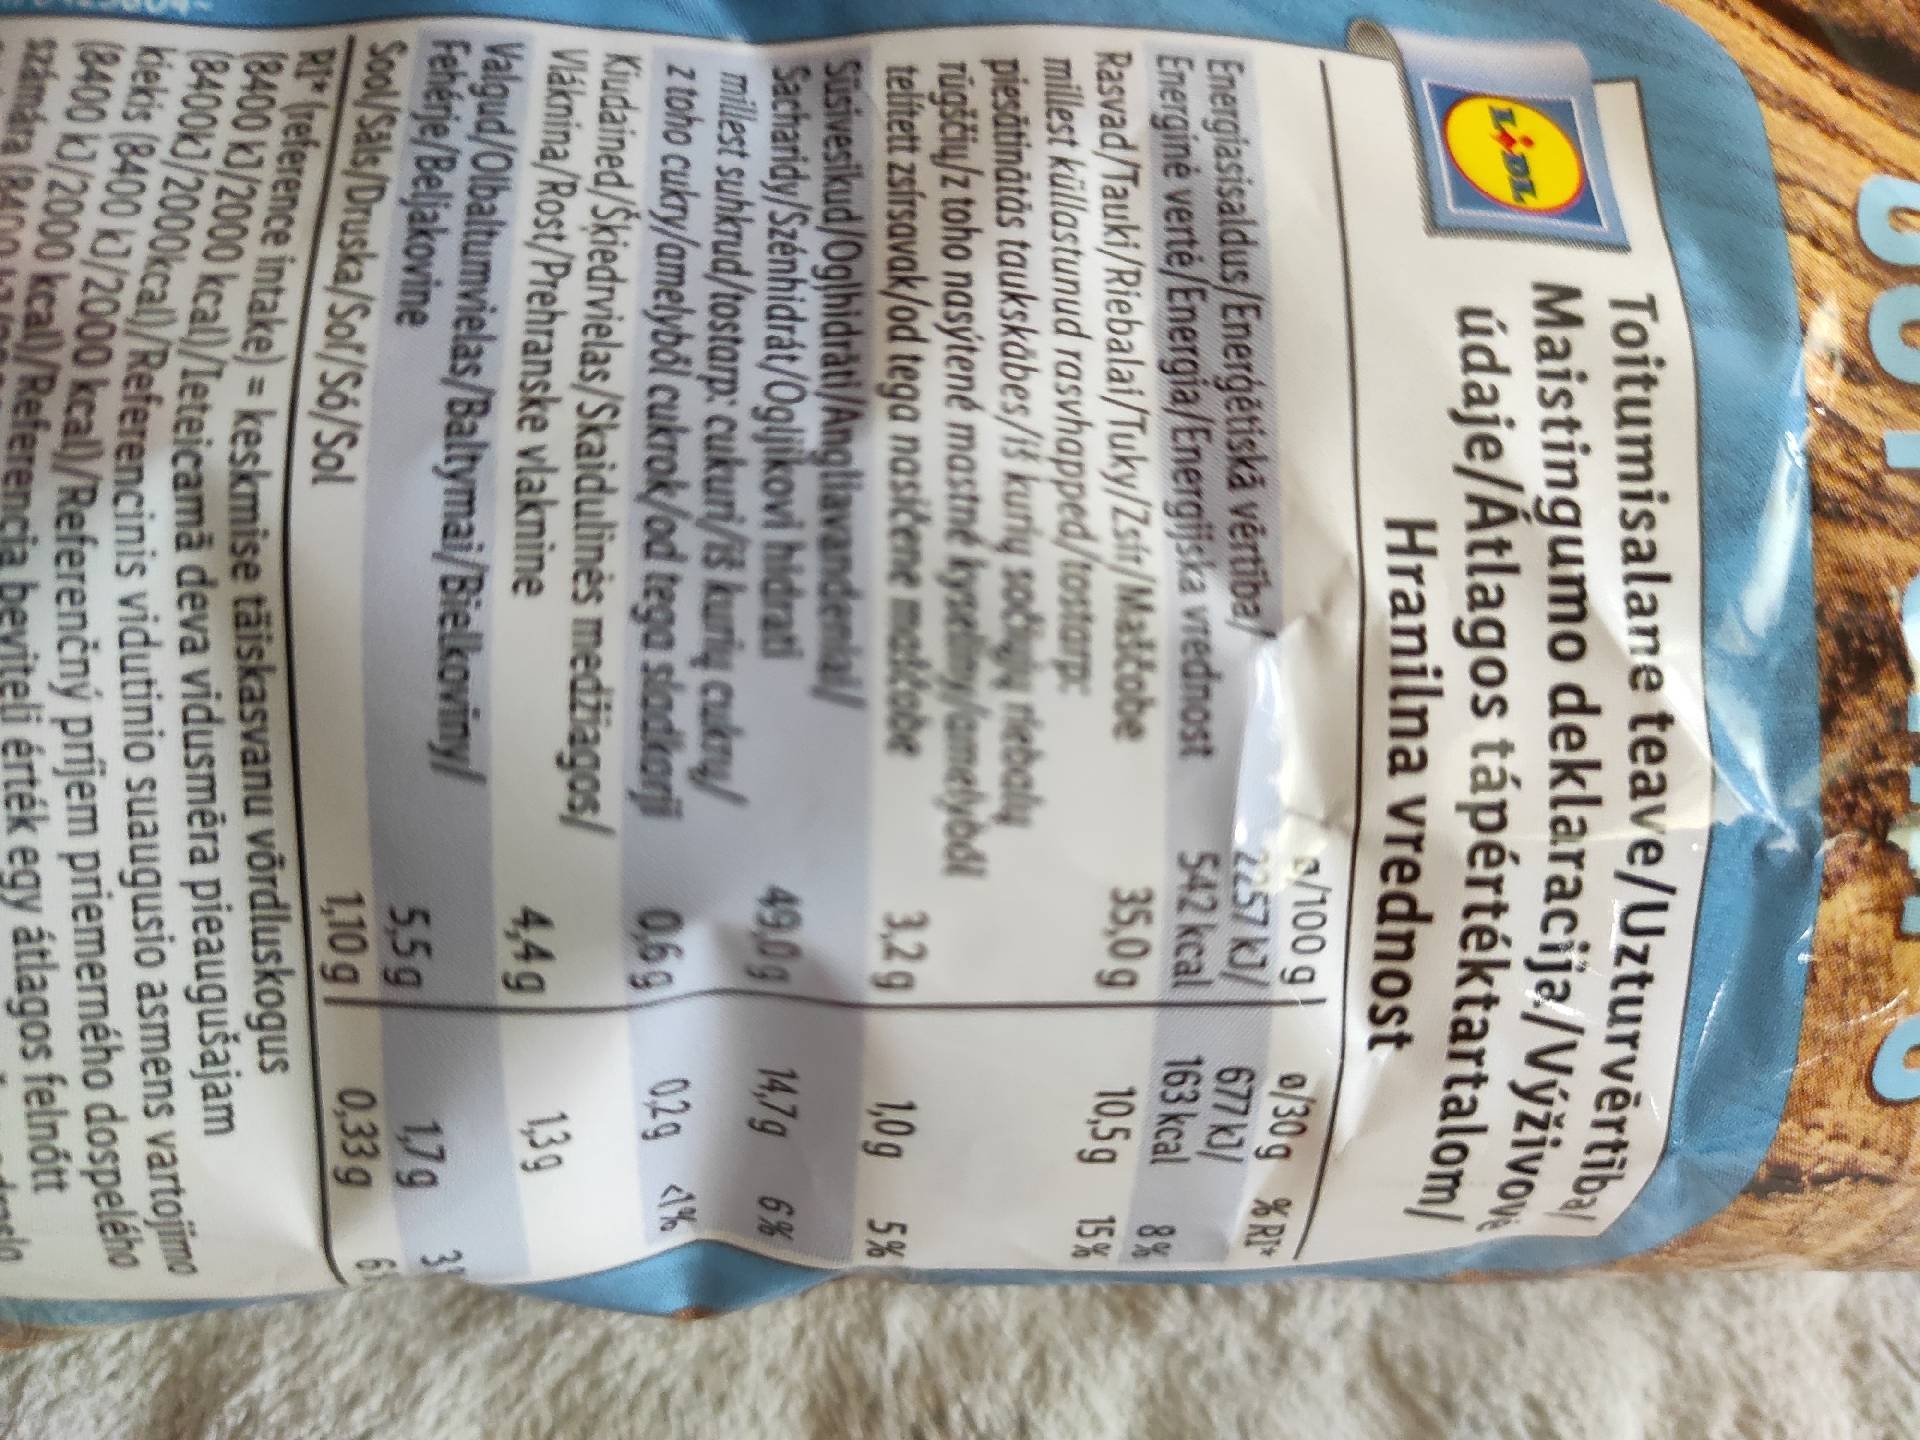 LIDL
Toitumisalane teave/Uzturvērtība/
Maistingumo deklaracija/Výživové
údaje/Átlagos tápértéktartalom/
Hranilna vrednost
ø/100 g ø/30 g % RI*
Energiasisaldus/Enerģētiskā vērtība/ 2257 kJ/ 677 kJ/
Energinė vertė/Energia/Energijska vrednost 542 kcal 163 kcal 8 %
Rasvad/Tauki/Riebalai/Tuky/Zsír/Maščobe 35,0 g 10,5 g 15 %
millest küllastunud rasvhapped/tostarp:
piesātinātās taukskābes/iš kurių sočiųjų riebalų
rūgščių/z toho nasýtené mastné kyseliny/amelyből
telített zsírsavak/od tega nasičene maščobe 3,2 g 1,0 g 5 %
Süsivesikud/Ogļhidrāti/Angliavandeniai/
Sacharidy/Szénhidrát/Ogljikovi hidrati 49,0 g 14,7 g 6 %
millest suhkrud/tostarp: cukuri/iš kurių cukrų/
z toho cukry/amelyből cukrok/od tega sladkorji 0,6 g 0,2 g <1%
Kiudained/Šķiedrvielas/Skaidulinės medžiagos/
Vláknina/Rost/Prehranske vlaknine 4,4 g 1,3 g
Valgud/Olbaltumvielas/Baltymai/Bielkoviny/
Fehérje/Beljakovine 5,5 g 1,7 g 3
Sool/Sāls/Druska/Soľ/Só/Sol 1,10 g 0,33 g 6
RI* (reference intake) = keskmise täiskasvanu võrdluskogus
(8400 kJ/2000 kcal)/Ieteicamā deva vidusmēra pieaugušajam
(8400kJ/2000kcal)/Referencinis vidutinio suaugusio asmens vartojimo
kiekis (8400 kJ/2000 kcal)/Referenčný príjem priemerného dospelého
(8400 kJ/2000 kcal)/Referencia beviteli érték egy átlagos felnőtt
számára